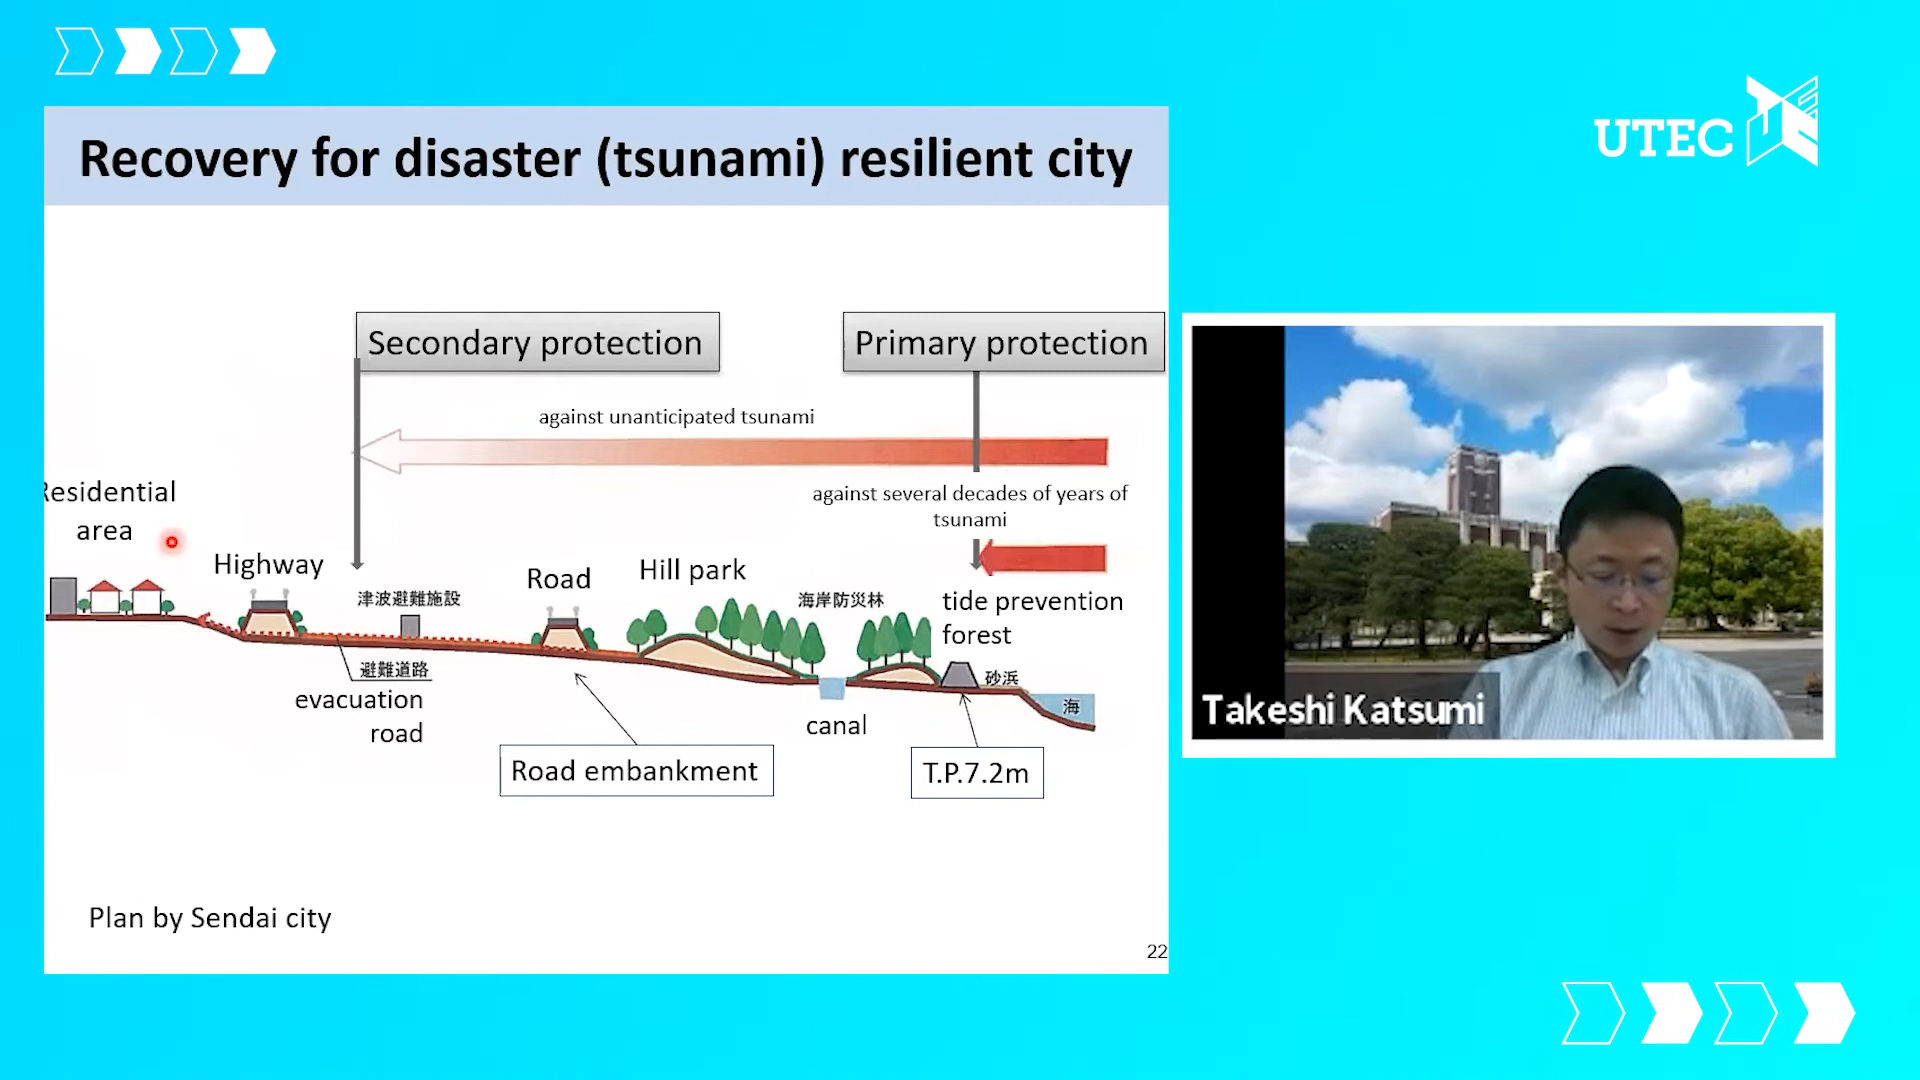 UTEC
Recovery for disaster (tsunami) resilient city
Secondary protection
Primary protection
against unanticipated tsunami
against several decades of years of
tsunami
Residential
area
Highway
津波避難施設
Road
Hill park
海岸防災林
tide prevention
forest
避難道路
evacuation
road
砂浜
海
canal
Road embankment
T.P.7.2m
Plan by Sendai city
22
Takeshi Katsumi